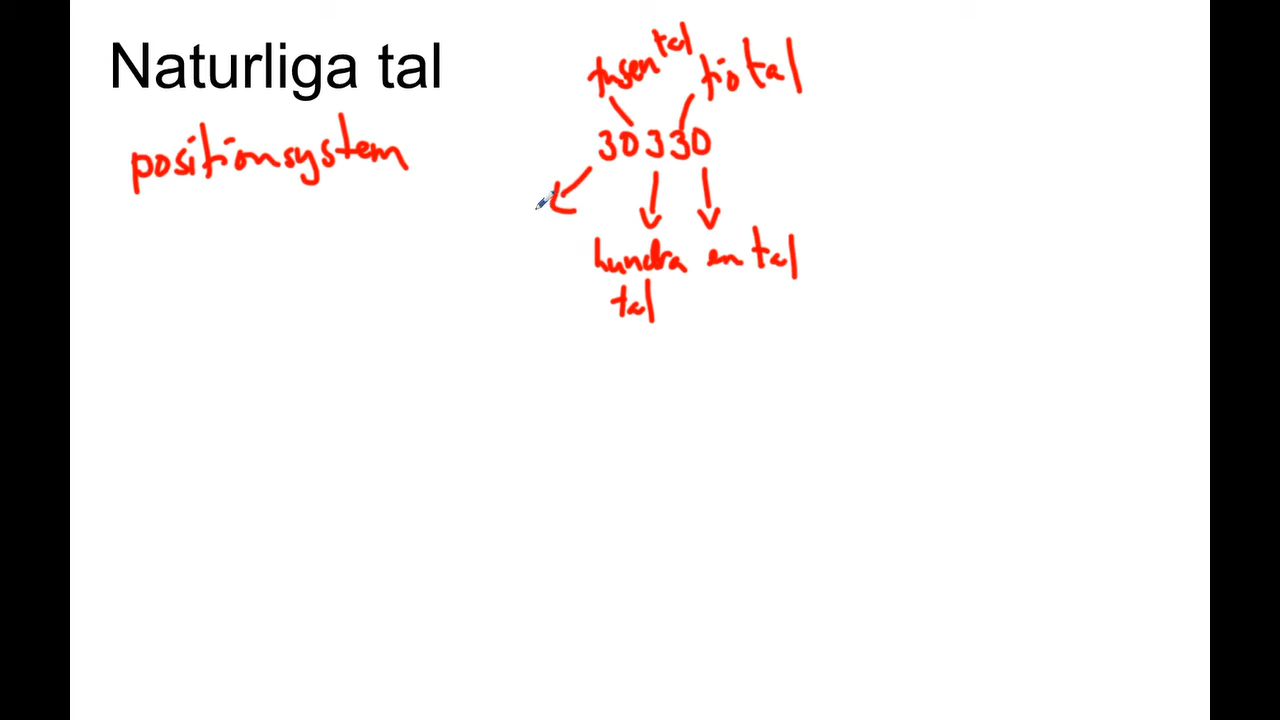 Naturliga tal
positionsystem
tusental tiotal
30330
hundra ental
tal